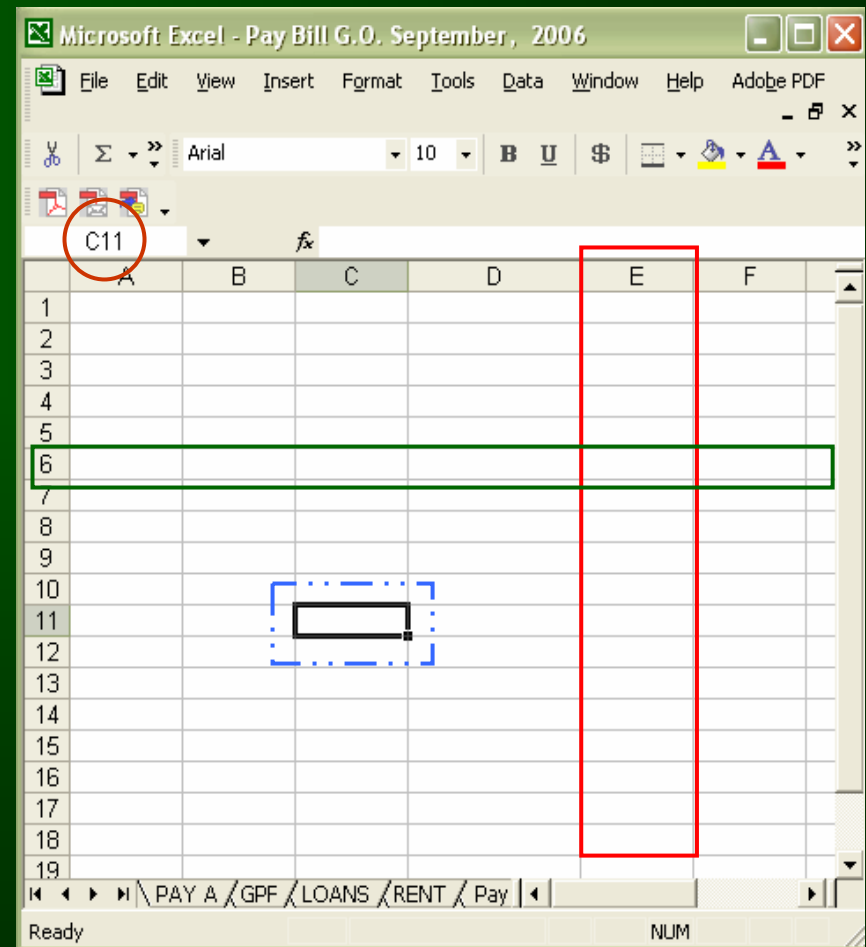 Microsoft Excel - Pay Bill G.O. September, 2006
File Edit View Insert Format Tools Data Window Help Adobe PDF
Σ » Arial 10 B U $ A »
C11 fx
A B C D E F
1
2
3
4
5
6
7
8
9
10
11
12
13
14
15
16
17
18
19
PAY A GPF LOANS RENT Pay
Ready NUM